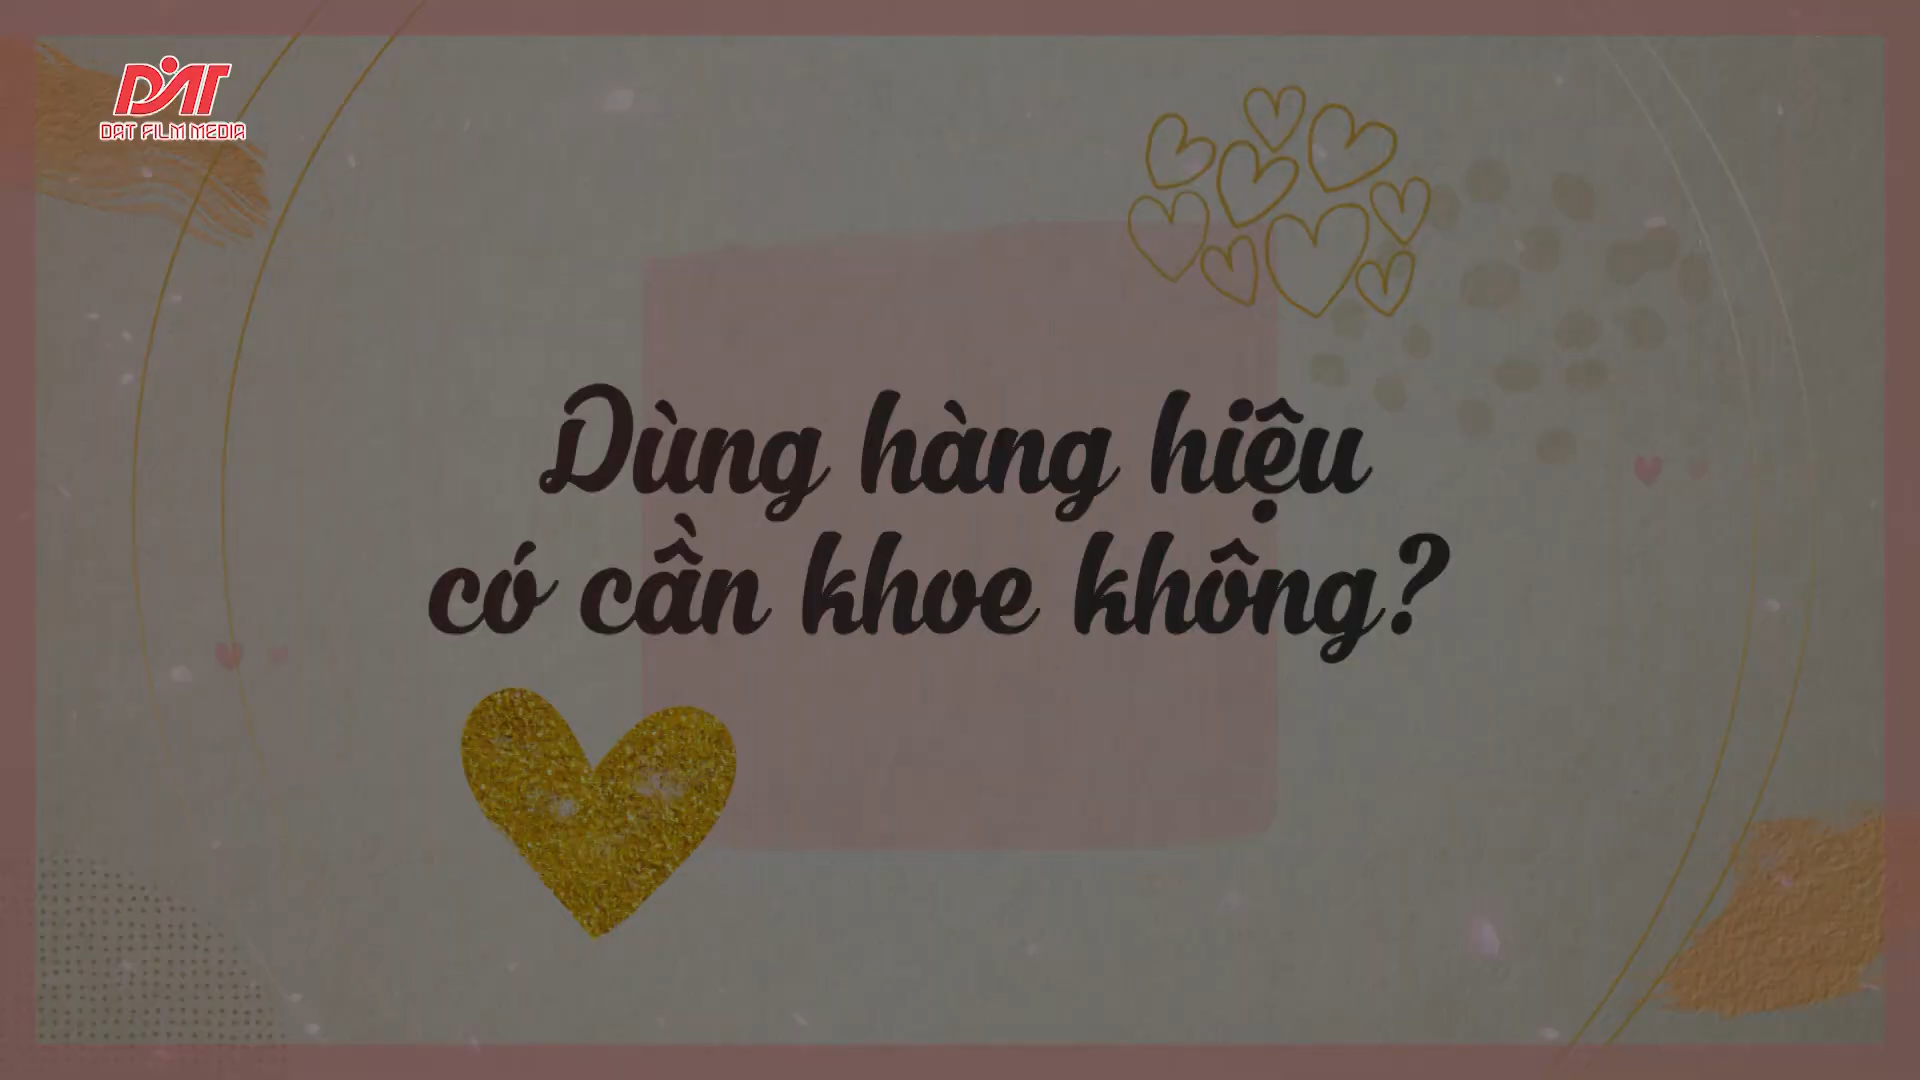 DAT
DAT FILM MEDIA
Dùng hàng hiệu
có cần khoe không?